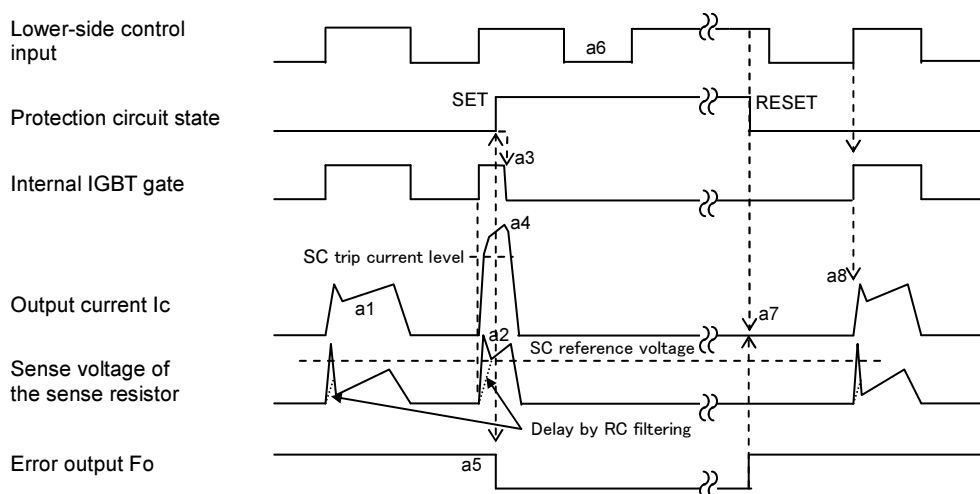 Lower-side control
input
a6
SET
RESET
Protection circuit state
a3
Internal IGBT gate
a4
SC trip current level
a8
Output current Ic
a1
a7
a2
SC reference voltage
Sense voltage of
the sense resistor
Delay by RC filtering
Error output Fo
a5